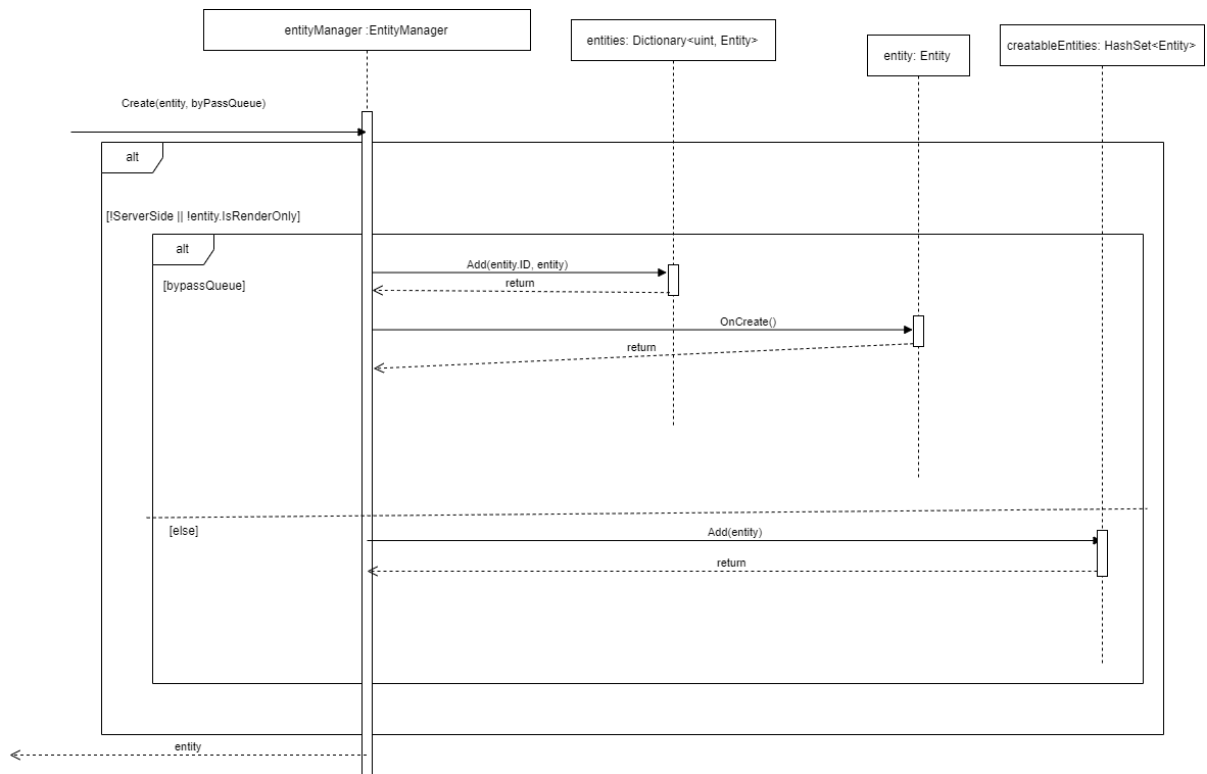 entityManager :EntityManager
entities: Dictionary<uint, Entity>
entity: Entity
creatableEntities: HashSet<Entity>
Create(entity, byPassQueue)
alt
[!ServerSide || !entity.IsRenderOnly]
alt
Add(entity.ID, entity)
[bypassQueue]
return
OnCreate()
return
[else]
Add(entity)
return
entity